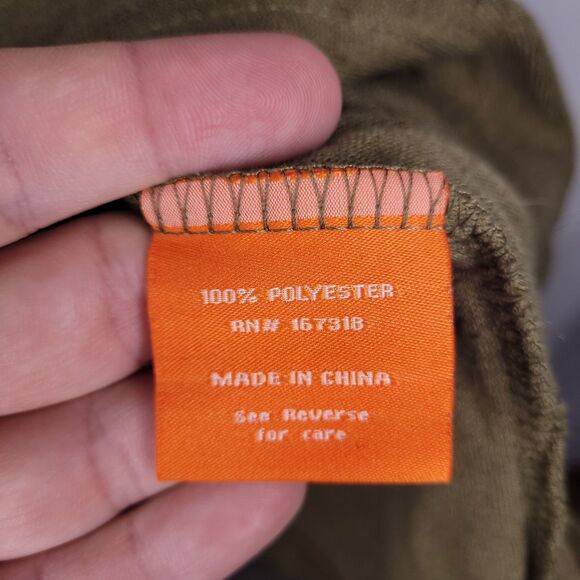 100% POLYESTER
RN# 167318
MADE IN CHINA
See Reverse
for care